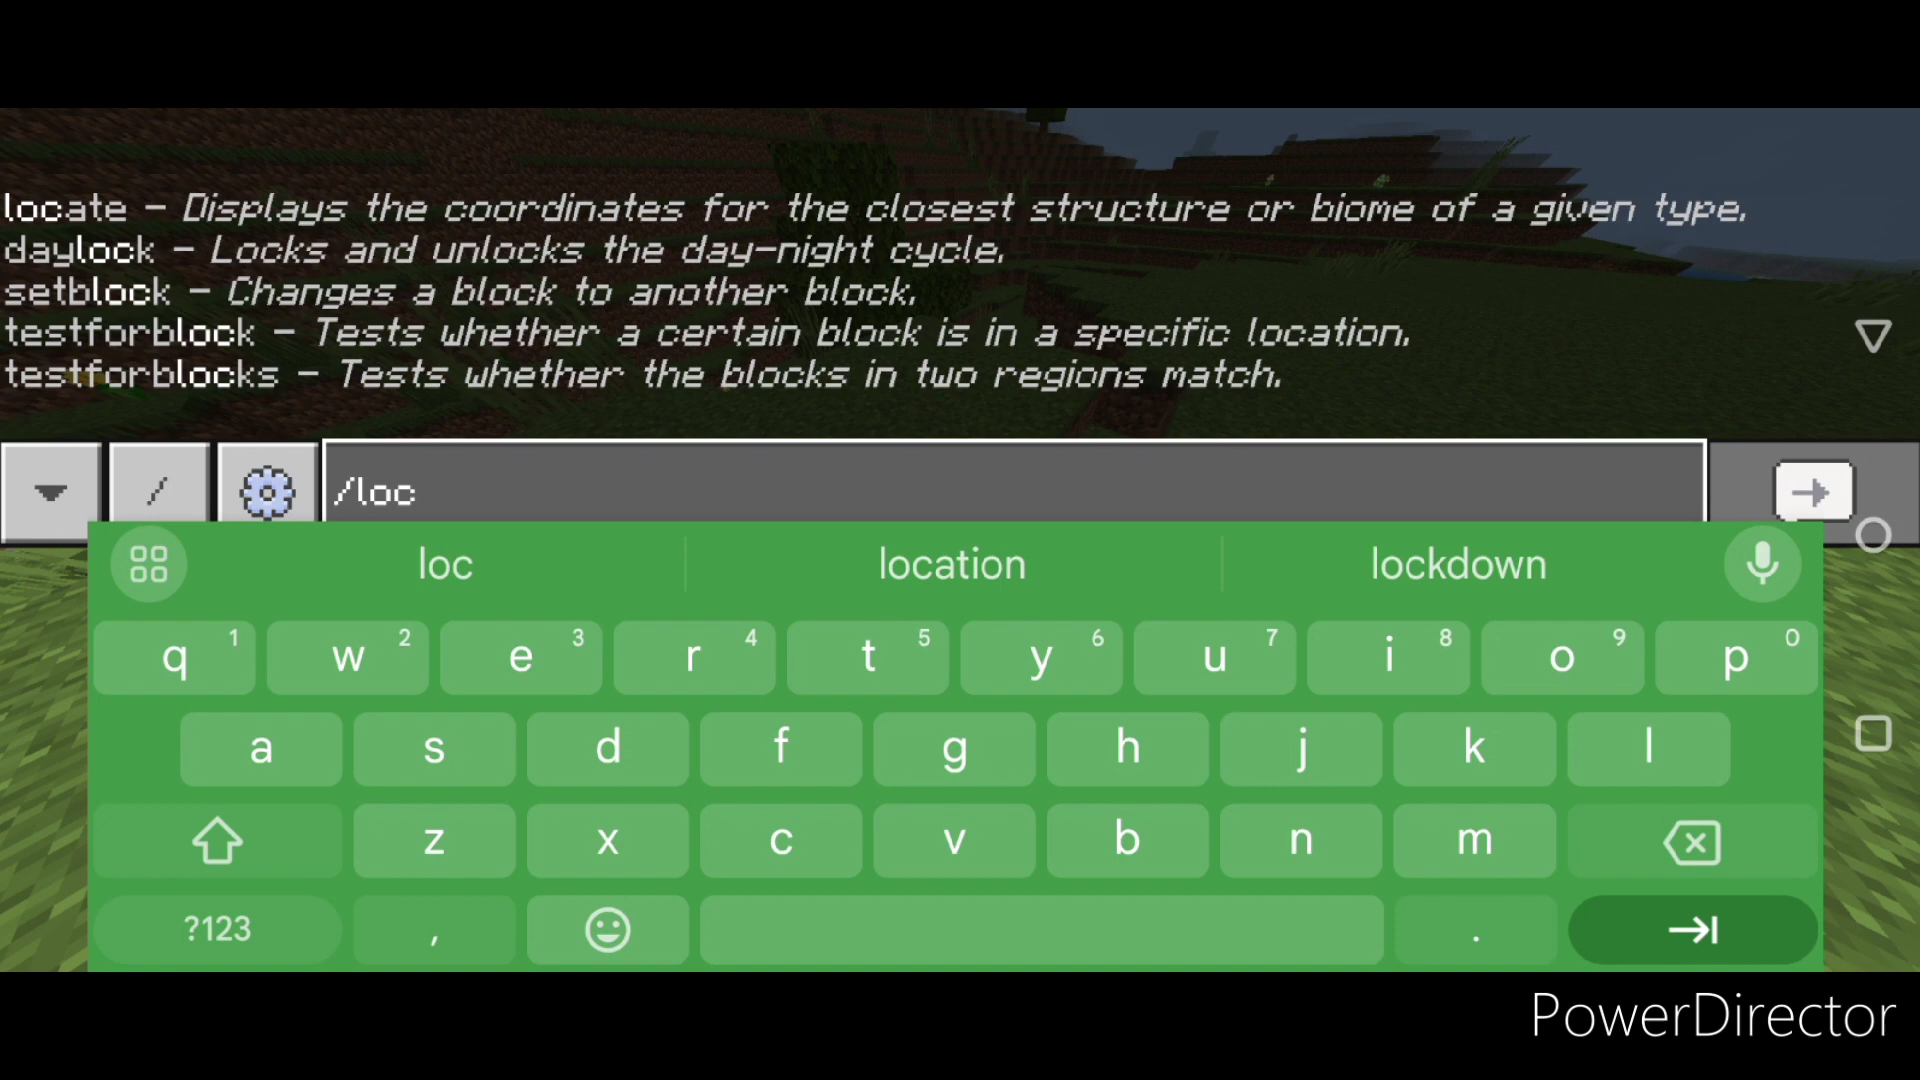 locate - Displays the coordinates for the closest structure or biome of a given type.
daylock - Locks and unlocks the day-night cycle.
setblock - Changes a block to another block.
testforblock - Tests whether a certain block is in a specific location.
testforblocks - Tests whether the blocks in two regions match.
/ /loc
loc location lockdown
q 1 w 2 e 3 r 4 t 5 y 6 u 7 i 8 o 9 p 0
a s d f g h j k l
z x c v b n m
?123 , .
PowerDirector